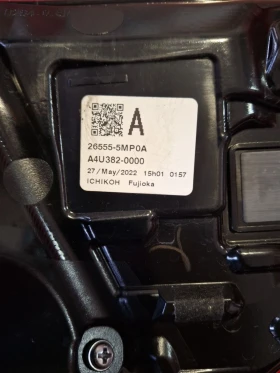 A
26555-5MP0A
A4U382-0000
27/May/2022 15h01 0157
ICHIKOH Fujioka